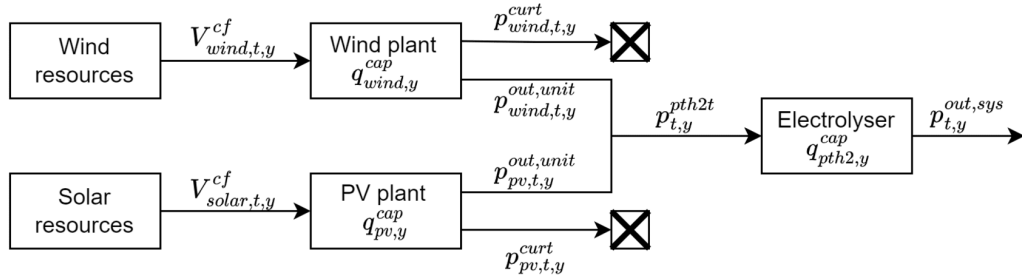 Wind
resources
V^{cf}_{wind,t,y}
Wind plant
q^{cap}_{wind,y}
p^{curt}_{wind,t,y}
p^{out,unit}_{wind,t,y}
p^{pth2t}_{t,y}
Electrolyser
q^{cap}_{pth2,y}
p^{out,sys}_{t,y}
Solar
resources
V^{cf}_{solar,t,y}
PV plant
q^{cap}_{pv,y}
p^{out,unit}_{pv,t,y}
p^{curt}_{pv,t,y}